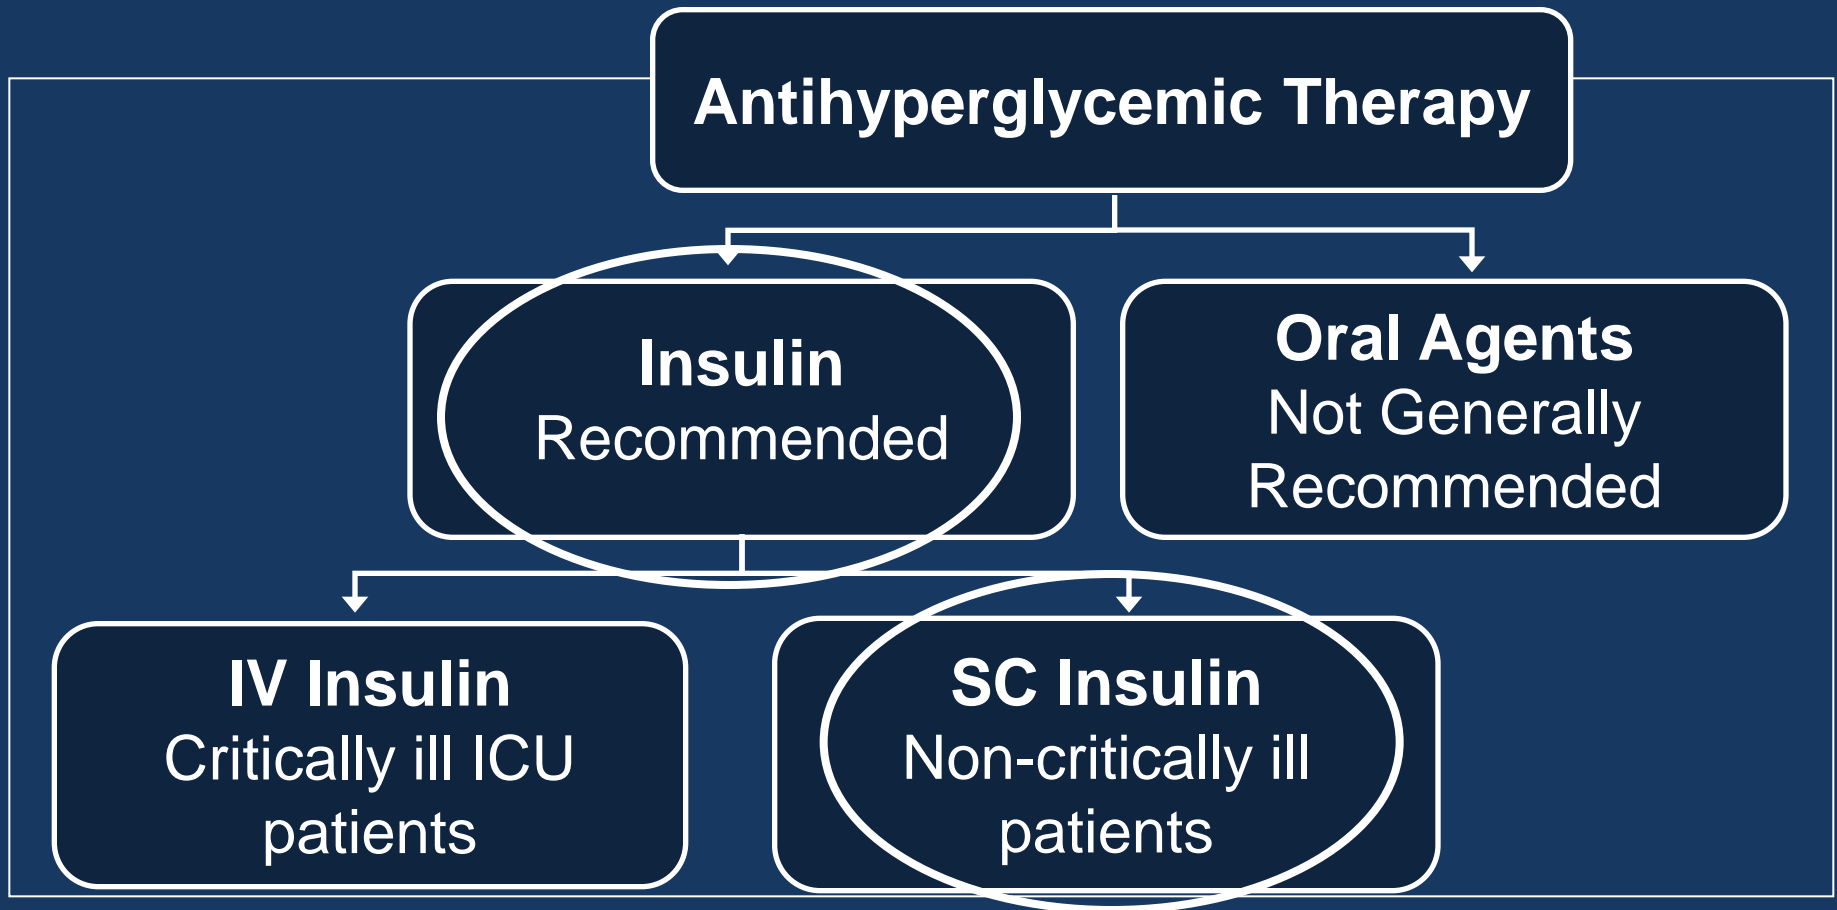 Antihyperglycemic Therapy
Insulin
Recommended
Oral Agents
Not Generally
Recommended
IV Insulin
Critically ill ICU
patients
SC Insulin
Non-critically ill
patients